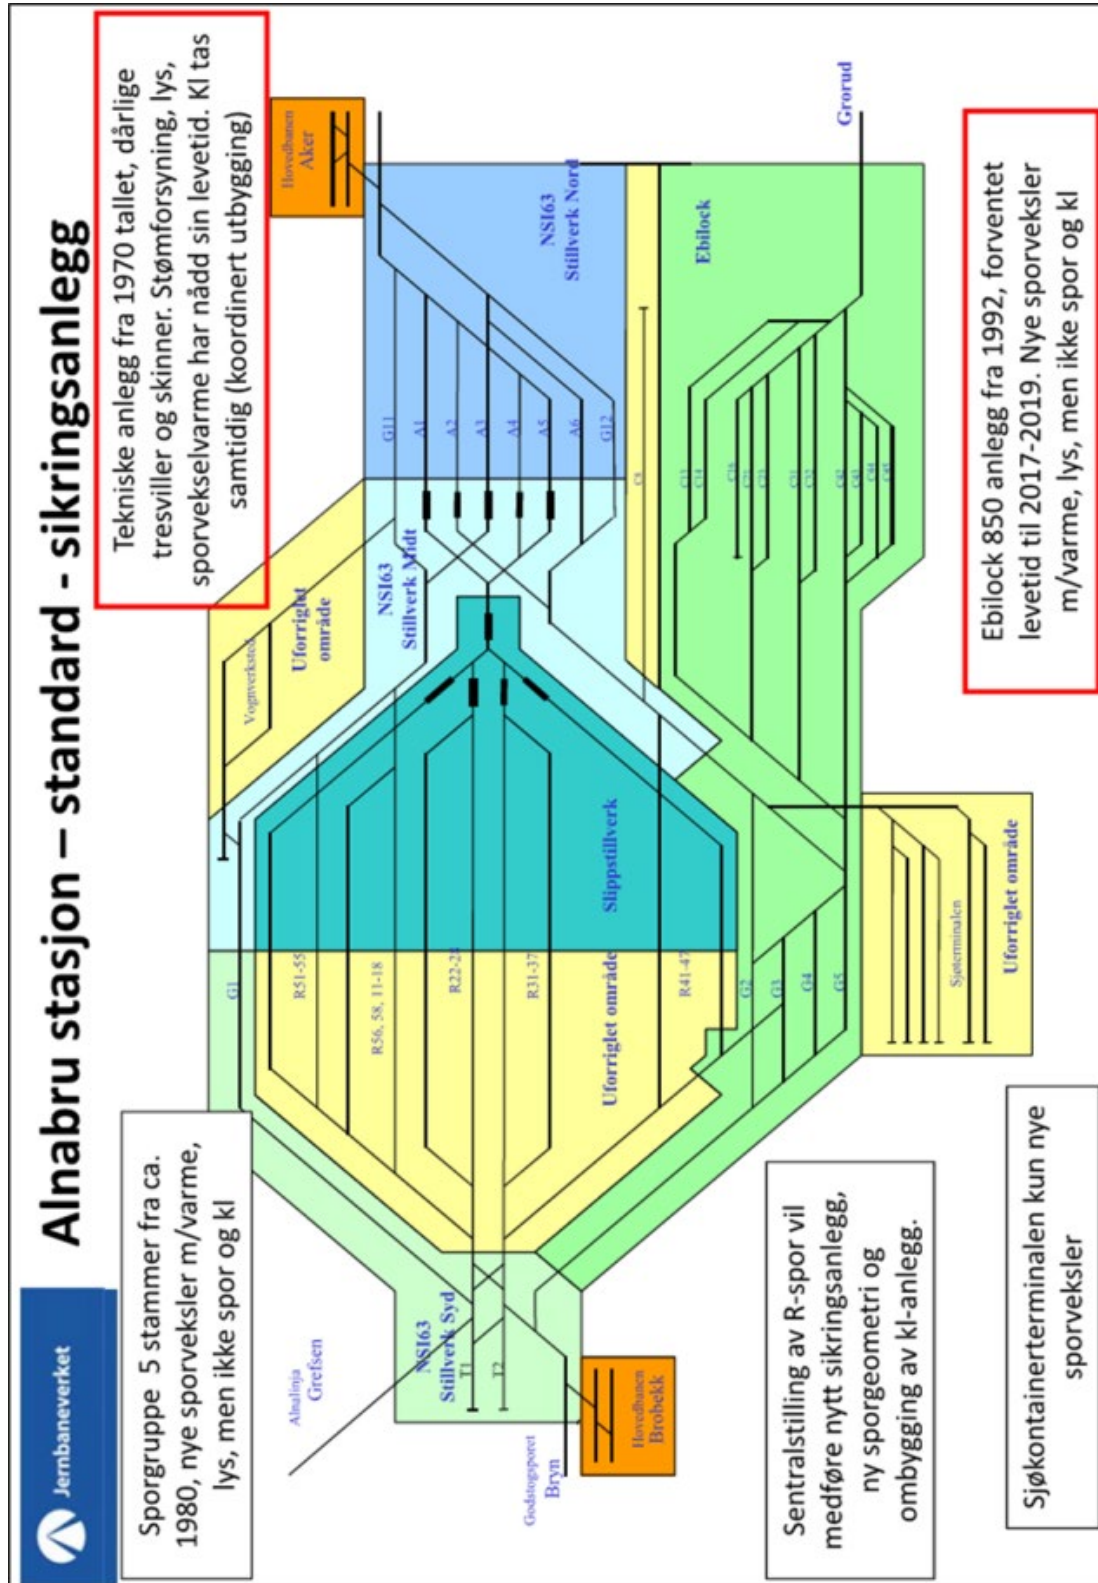 Jernbaneverket
Alnabru stasjon – standard - sikringsanlegg
Sporgruppe 5 stammer fra ca.
1980, nye sporveksler m/varme,
lys, men ikke spor og kl
Tekniske anlegg fra 1970 tallet, dårlige
tresviller og skinner. Stømforsyning, lys,
sporvekselvarme har nådd sin levetid. Kl tas
samtidig (koordinert utbygging)
Alnalinja
Grefsen
NSI63
Stillverk Syd
T1
T2
Godstogsporet
Bryn
Hovedbanen
Brobekk
G1
R51-55
R56, 58, 11-18
R31-37
Uforriglet område
R41-47
G2
G3
G4
G5
Slippstillverk
Vognverksted
Uforriglet
område
NSI63
Stillverk Midt
G11
A1
A2
A3
A4
A5
A6
G12
Hovedbanen
Aker
NSI63
Stillverk Nord
Ebilock
Grorud
Sjøterminalen
Uforriglet område
Sentralstilling av R-spor vil
medføre nytt sikringsanlegg,
ny sporgeometri og
ombygging av kl-anlegg.
Sjøkontainerterminalen kun nye
sporveksler
Ebilock 850 anlegg fra 1992, forventet
levetid til 2017-2019. Nye sporveksler
m/varme, lys, men ikke spor og kl